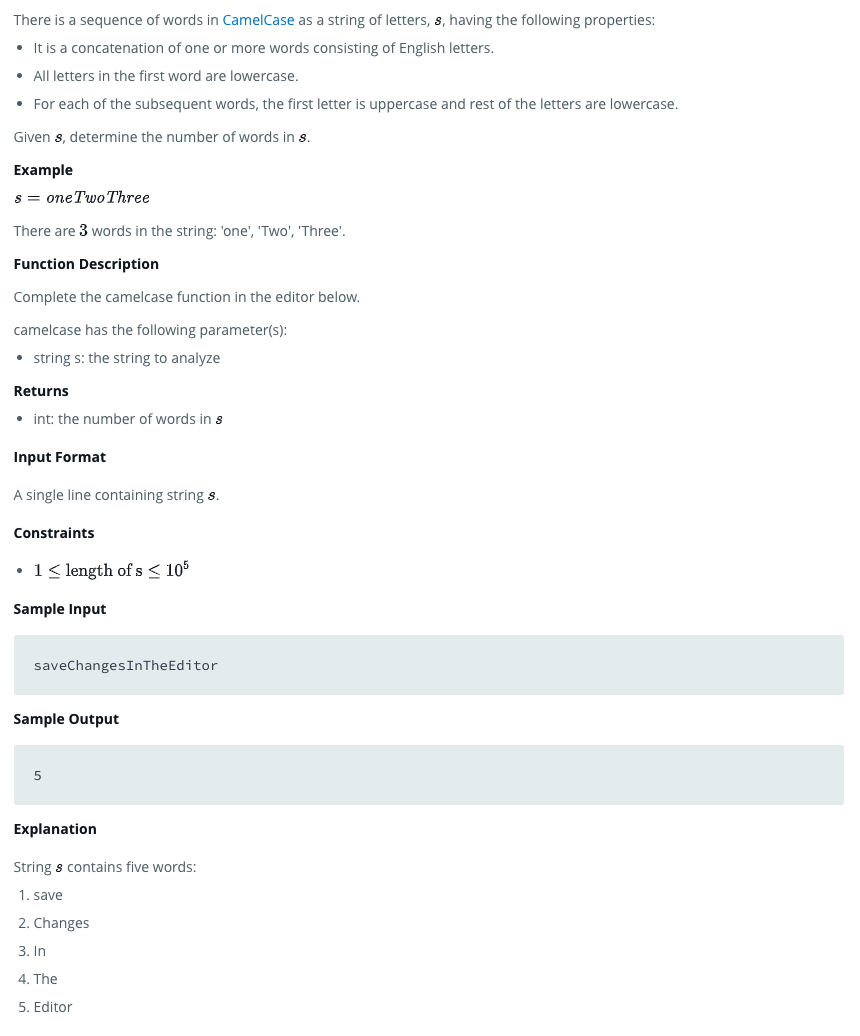 There is a sequence of words in CamelCase as a string of letters, s, having the following properties:
• It is a concatenation of one or more words consisting of English letters.
• All letters in the first word are lowercase.
• For each of the subsequent words, the first letter is uppercase and rest of the letters are lowercase.
Given s, determine the number of words in s.
Example
s = oneTwoThree
There are 3 words in the string: 'one', 'Two', 'Three'.
Function Description
Complete the camelcase function in the editor below.
camelcase has the following parameter(s):
• string s: the string to analyze
Returns
• int: the number of words in s
Input Format
A single line containing string s.
Constraints
• 1 ≤ length of s ≤ 10⁵
Sample Input
saveChangesInTheEditor
Sample Output
5
Explanation
String s contains five words:
1. save
2. Changes
3. In
4. The
5. Editor